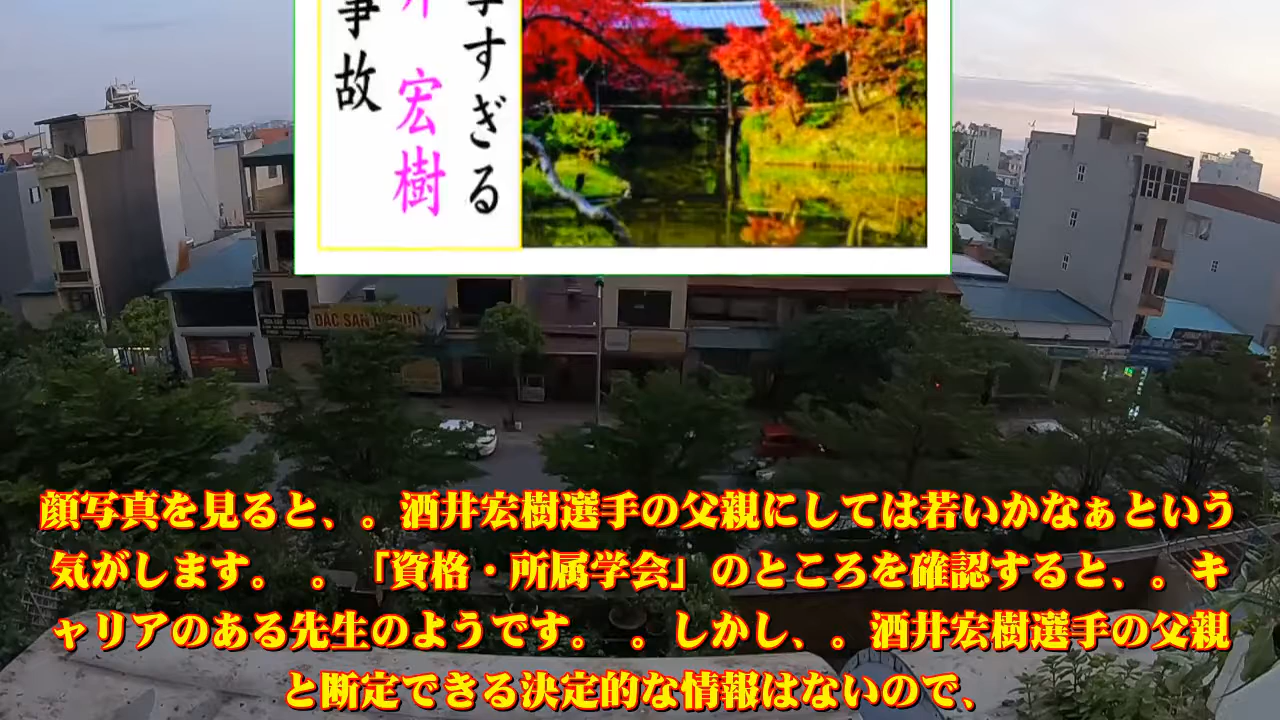 すぎる
宏樹
事故
ĐẶC SẢN
顔写真を見ると、。酒井宏樹選手の父親にしては若いかなぁという
気がします。 。「資格・所属学会」のところを確認すると、。キ
ャリアのある先生のようです。 。しかし、。酒井宏樹選手の父親
と断定できる決定的な情報はないので、